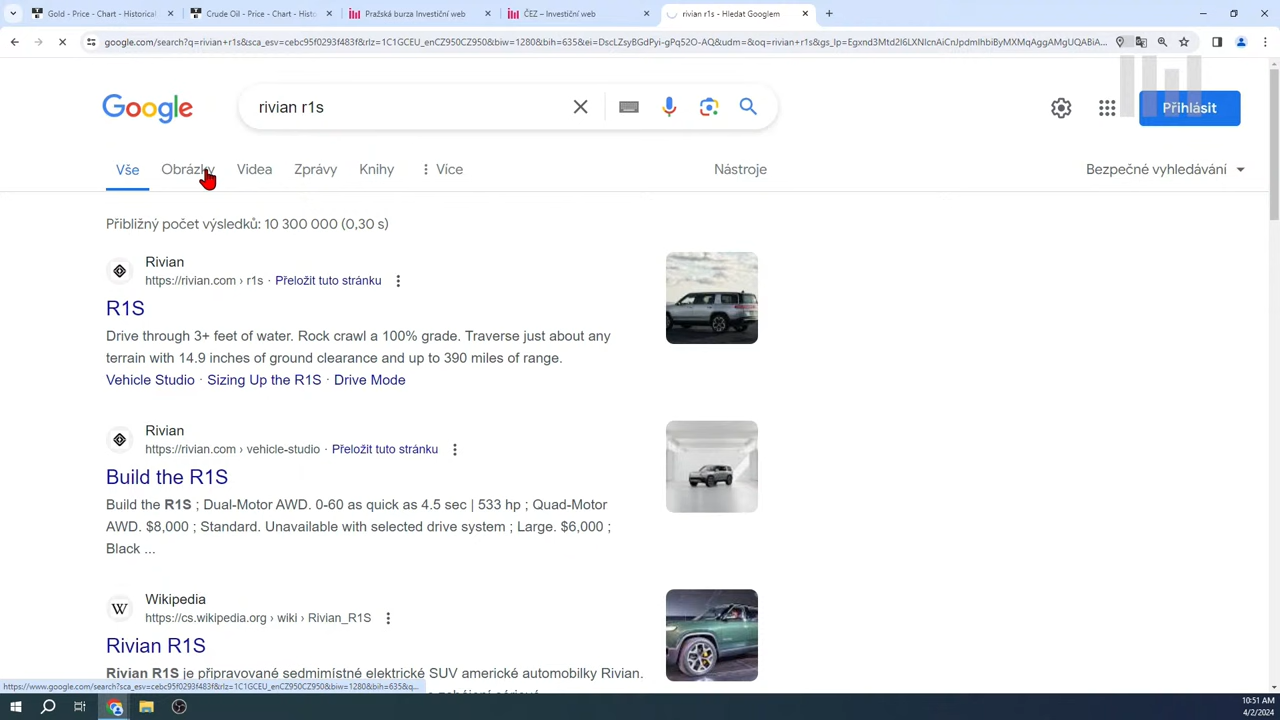 Gold - Price - Chart - Historical
Crude Oil - Price - Chart - Histo
Pražská burza Investiční web
ČEZ – Investiční web
rivian r1s - Hledat Googlem
google.com/search?q=rivian+r1s&sca_esv=cebc95f0293f483f&rlz=1C1GCEU_enCZ950CZ950&biw=1280&bih=635&ei=DscLZsyBGdPyi-gPq52O-AQ&udm=&oq=rivian+r1s&gs_lp=Egxnd3Mtd2l6LXNlcnAiCnJpdmlhbiByMXMqAggAMgUQABiA...
Google
rivian r1s
Přihlásit
Vše
Obrázky
Videa
Zprávy
Knihy
Více
Nástroje
Bezpečné vyhledávání
Přibližný počet výsledků: 10 300 000 (0,30 s)
Rivian
https://rivian.com › r1s · Přeložit tuto stránku
R1S
Drive through 3+ feet of water. Rock crawl a 100% grade. Traverse just about any
terrain with 14.9 inches of ground clearance and up to 390 miles of range.
Vehicle Studio · Sizing Up the R1S · Drive Mode
Rivian
https://rivian.com › vehicle-studio · Přeložit tuto stránku
Build the R1S
Build the R1S ; Dual-Motor AWD. 0-60 as quick as 4.5 sec | 533 hp ; Quad-Motor
AWD. $8,000 ; Standard. Unavailable with selected drive system ; Large. $6,000 ;
Black ...
W
Wikipedia
https://cs.wikipedia.org › wiki › Rivian_R1S
Rivian R1S
Rivian R1S je připravované sedmimístné elektrické SUV americké automobilky Rivian.
https://www.google.com/search?sca_esv=cebc95f0293f483f&rlz=1C1GCEU_enCZ950CZ950&biw=1280&bih=635&q...
10:51 AM
4/2/2024